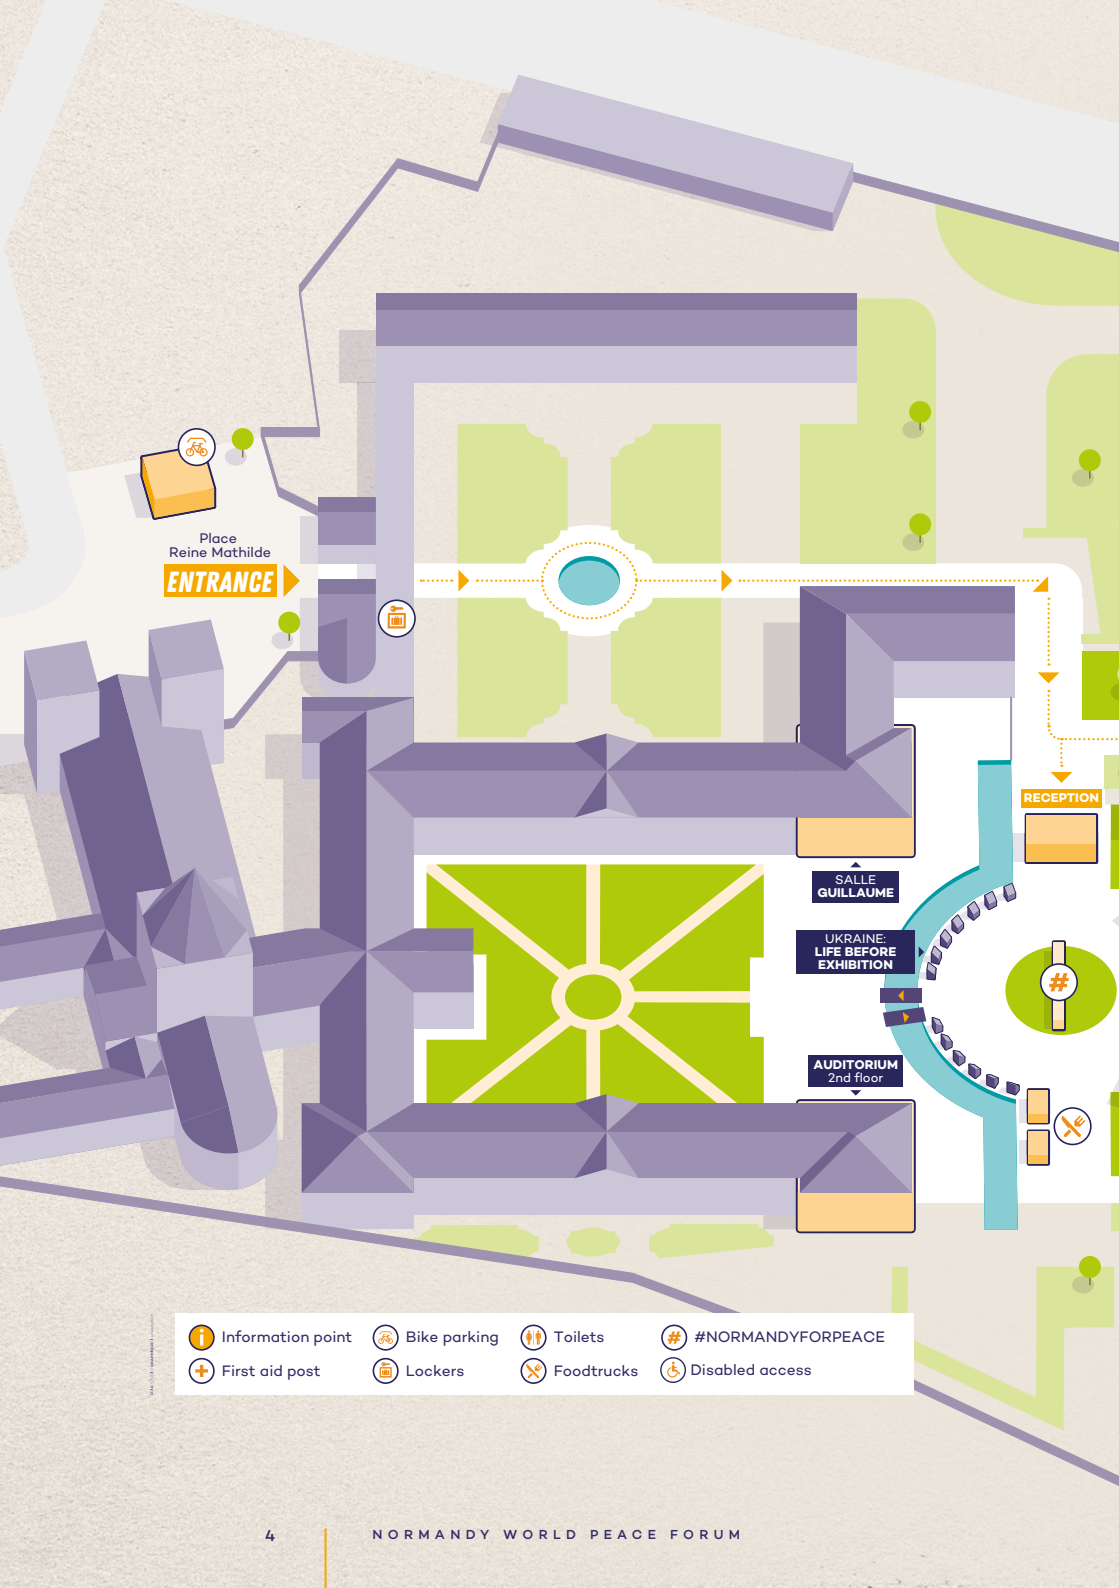 Place
Reine Mathilde
ENTRANCE
RECEPTION
SALLE
GUILLAUME
UKRAINE:
LIFE BEFORE
EXHIBITION
#
AUDITORIUM
2nd floor
i Information point
Bike parking
Toilets
# #NORMANDYFORPEACE
First aid post
Lockers
Foodtrucks
Disabled access
4
NORMANDY WORLD PEACE FORUM